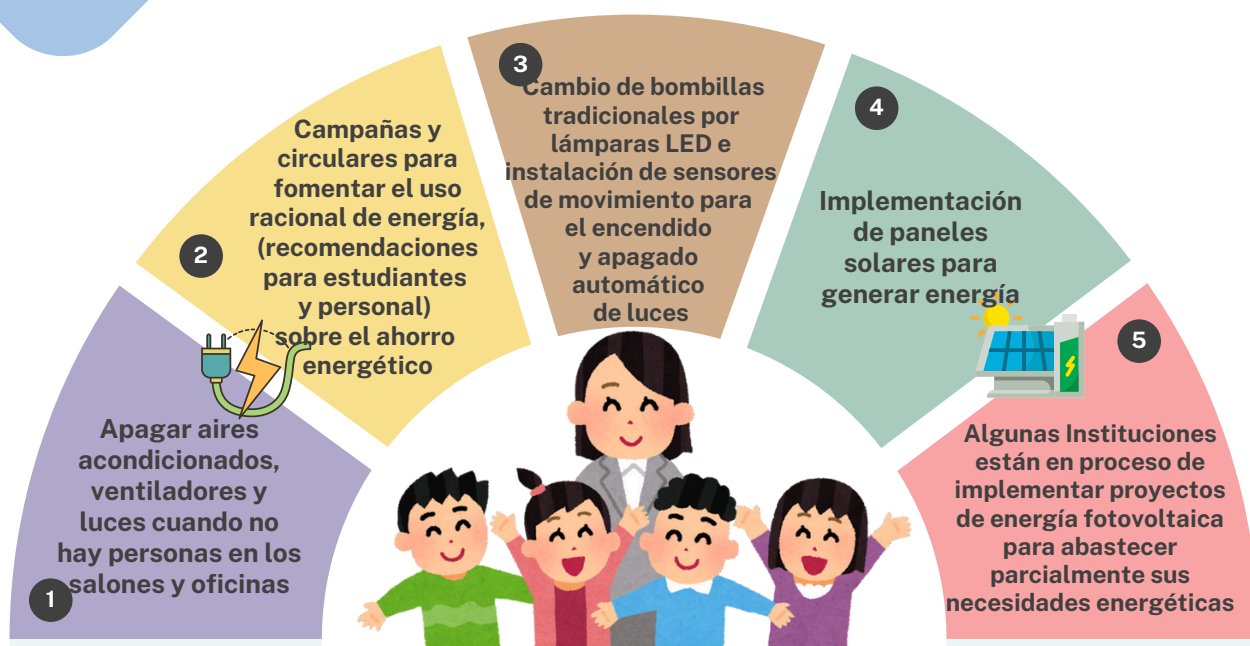 1
Apagar aires
acondicionados,
ventiladores y
luces cuando no
hay personas en los
salones y oficinas
2
Campañas y
circulares para
fomentar el uso
racional de energía,
(recomendaciones
para estudiantes
y personal)
sobre el ahorro
energético
3
Cambio de bombillas
tradicionales por
lámparas LED e
instalación de sensores
de movimiento para
el encendido
y apagado
automático
de luces
4
Implementación
de paneles
solares para
generar energía
5
Algunas Instituciones
están en proceso de
implementar proyectos
de energía fotovoltaica
para abastecer
parcialmente sus
necesidades energéticas